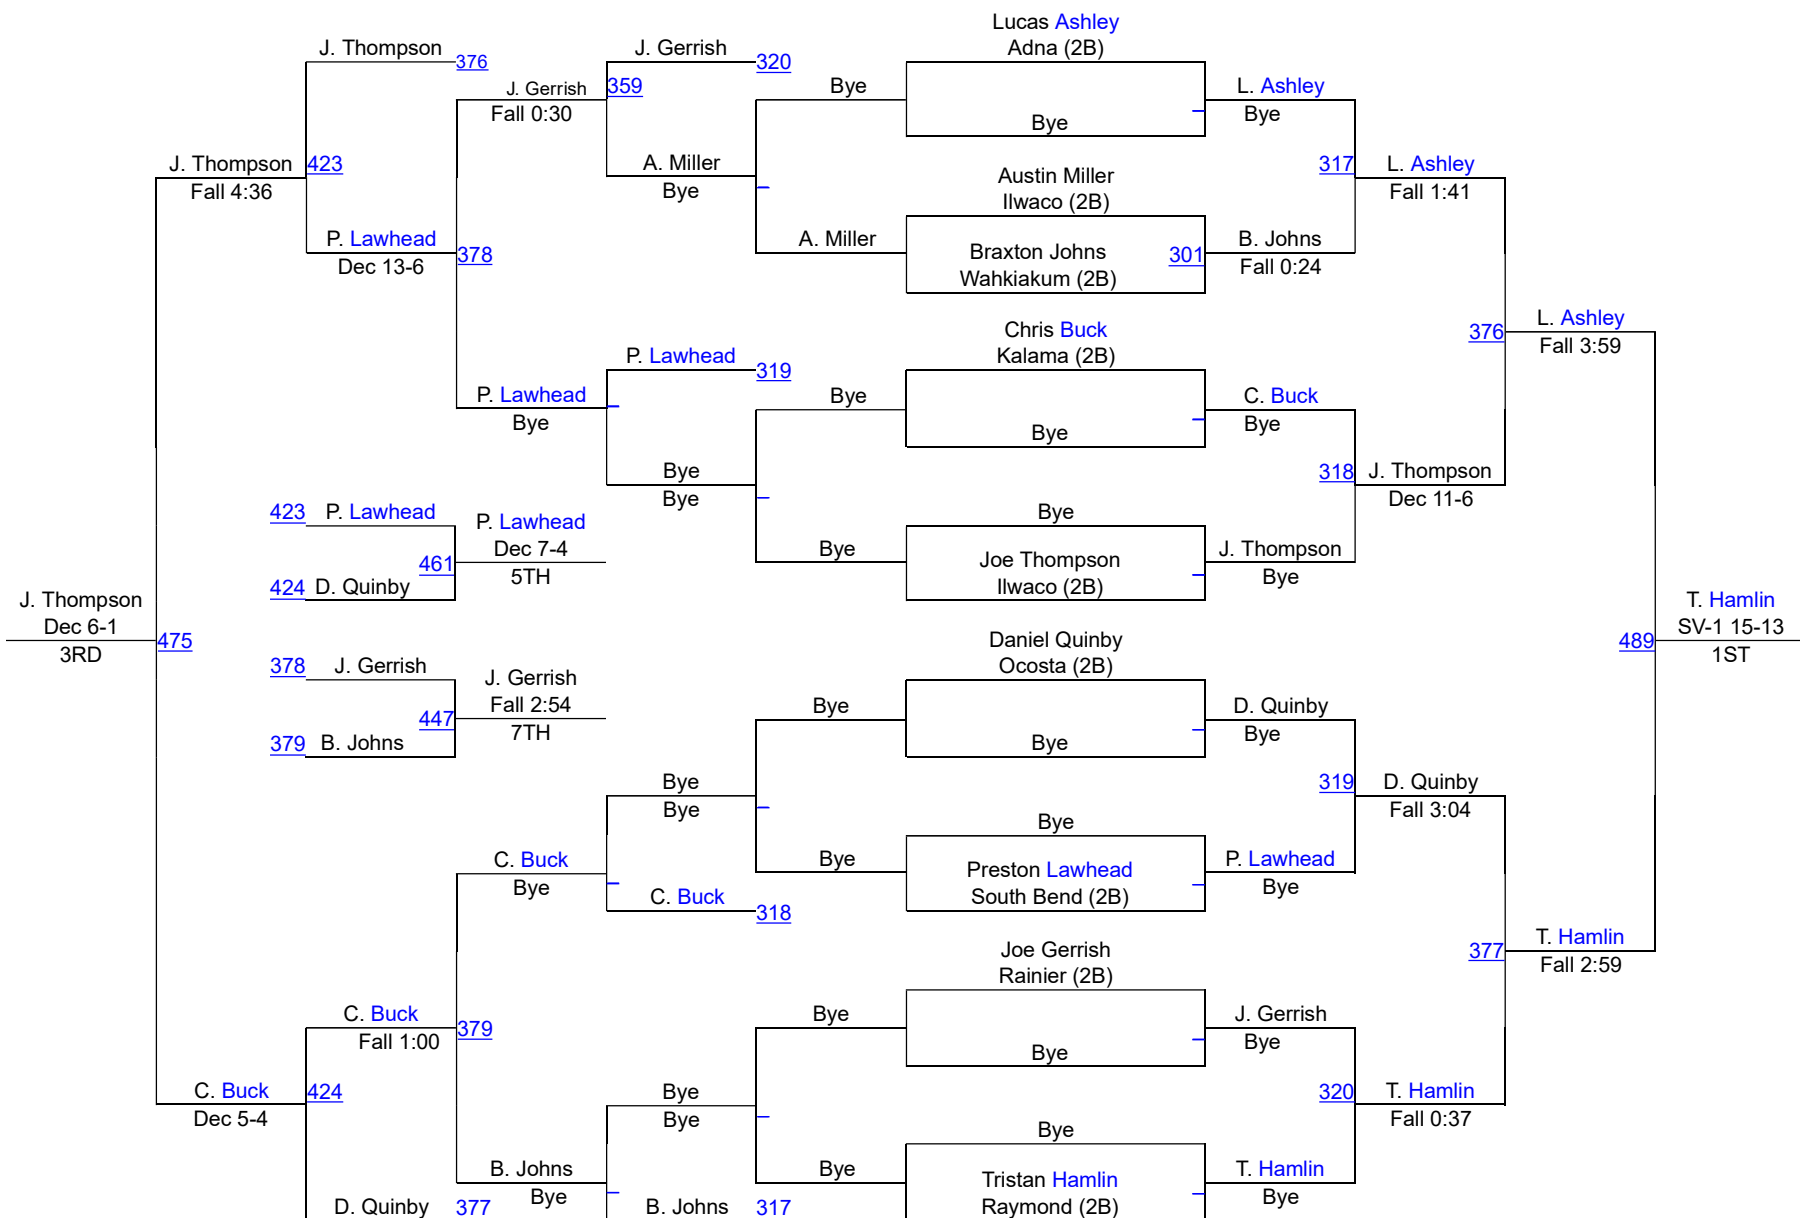 Lucas Ashley
J. Thompson
376
J. Gerrish
320
Adna (2B)
J. Gerrish
359
Bye
L. Ashley
Fall 0:30
Bye
Bye
J. Thompson
423
A. Miller
317
L. Ashley
Fall 4:36
Bye
Austin Miller
Fall 1:41
Ilwaco (2B)
P. Lawhead
378
A. Miller
Braxton Johns
301
B. Johns
Dec 13-6
Wahkiakum (2B)
Fall 0:24
Chris Buck
376
L. Ashley
P. Lawhead
319
Kalama (2B)
Fall 3:59
P. Lawhead
Bye
C. Buck
Bye
Bye
Bye
Bye
318
J. Thompson
Bye
Dec 11-6
423
P. Lawhead
P. Lawhead
Bye
Dec 7-4
Bye
J. Thompson
461
5TH
Joe Thompson
Bye
424
D. Quinby
Ilwaco (2B)
J. Thompson
T. Hamlin
Dec 6-1
475
Daniel Quinby
489
SV-1 15-13
3RD
1ST
378
J. Gerrish
J. Gerrish
Ocosta (2B)
Fall 2:54
Bye
D. Quinby
447
7TH
Bye
379
B. Johns
Bye
Bye
319
D. Quinby
Bye
Fall 3:04
Bye
C. Buck
Bye
Preston Lawhead
P. Lawhead
Bye
South Bend (2B)
Bye
C. Buck
318
Joe Gerrish
377
T. Hamlin
Rainier (2B)
Fall 2:59
C. Buck
379
Bye
J. Gerrish
Fall 1:00
Bye
Bye
C. Buck
424
Bye
320
T. Hamlin
Dec 5-4
Bye
Fall 0:37
Bye
B. Johns
Bye
Tristan Hamlin
T. Hamlin
Bye
Raymond (2B)
Bye
D. Quinby
377
B. Johns
317